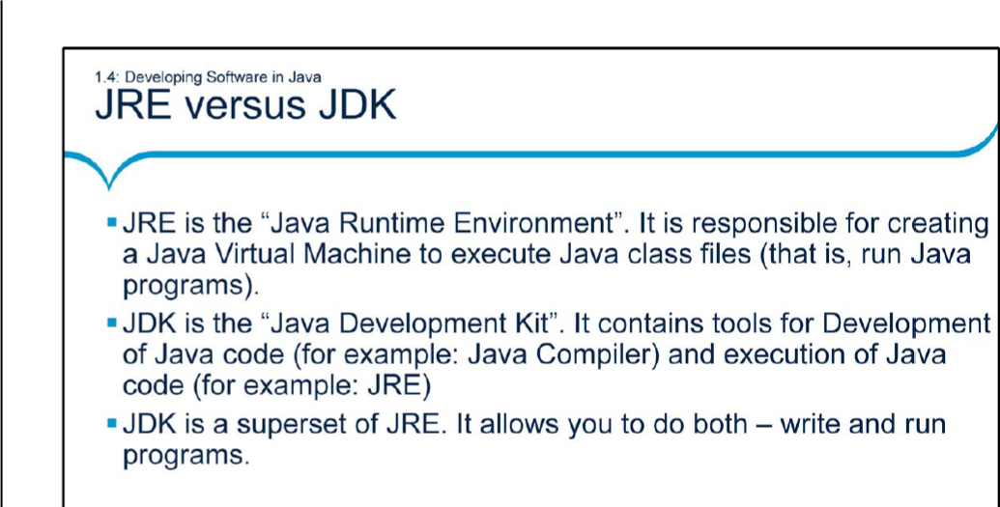 1.4: Developing Software in Java
JRE versus JDK
▪ JRE is the “Java Runtime Environment”. It is responsible for creating
a Java Virtual Machine to execute Java class files (that is, run Java
programs).
▪ JDK is the “Java Development Kit”. It contains tools for Development
of Java code (for example: Java Compiler) and execution of Java
code (for example: JRE)
▪ JDK is a superset of JRE. It allows you to do both – write and run
programs.